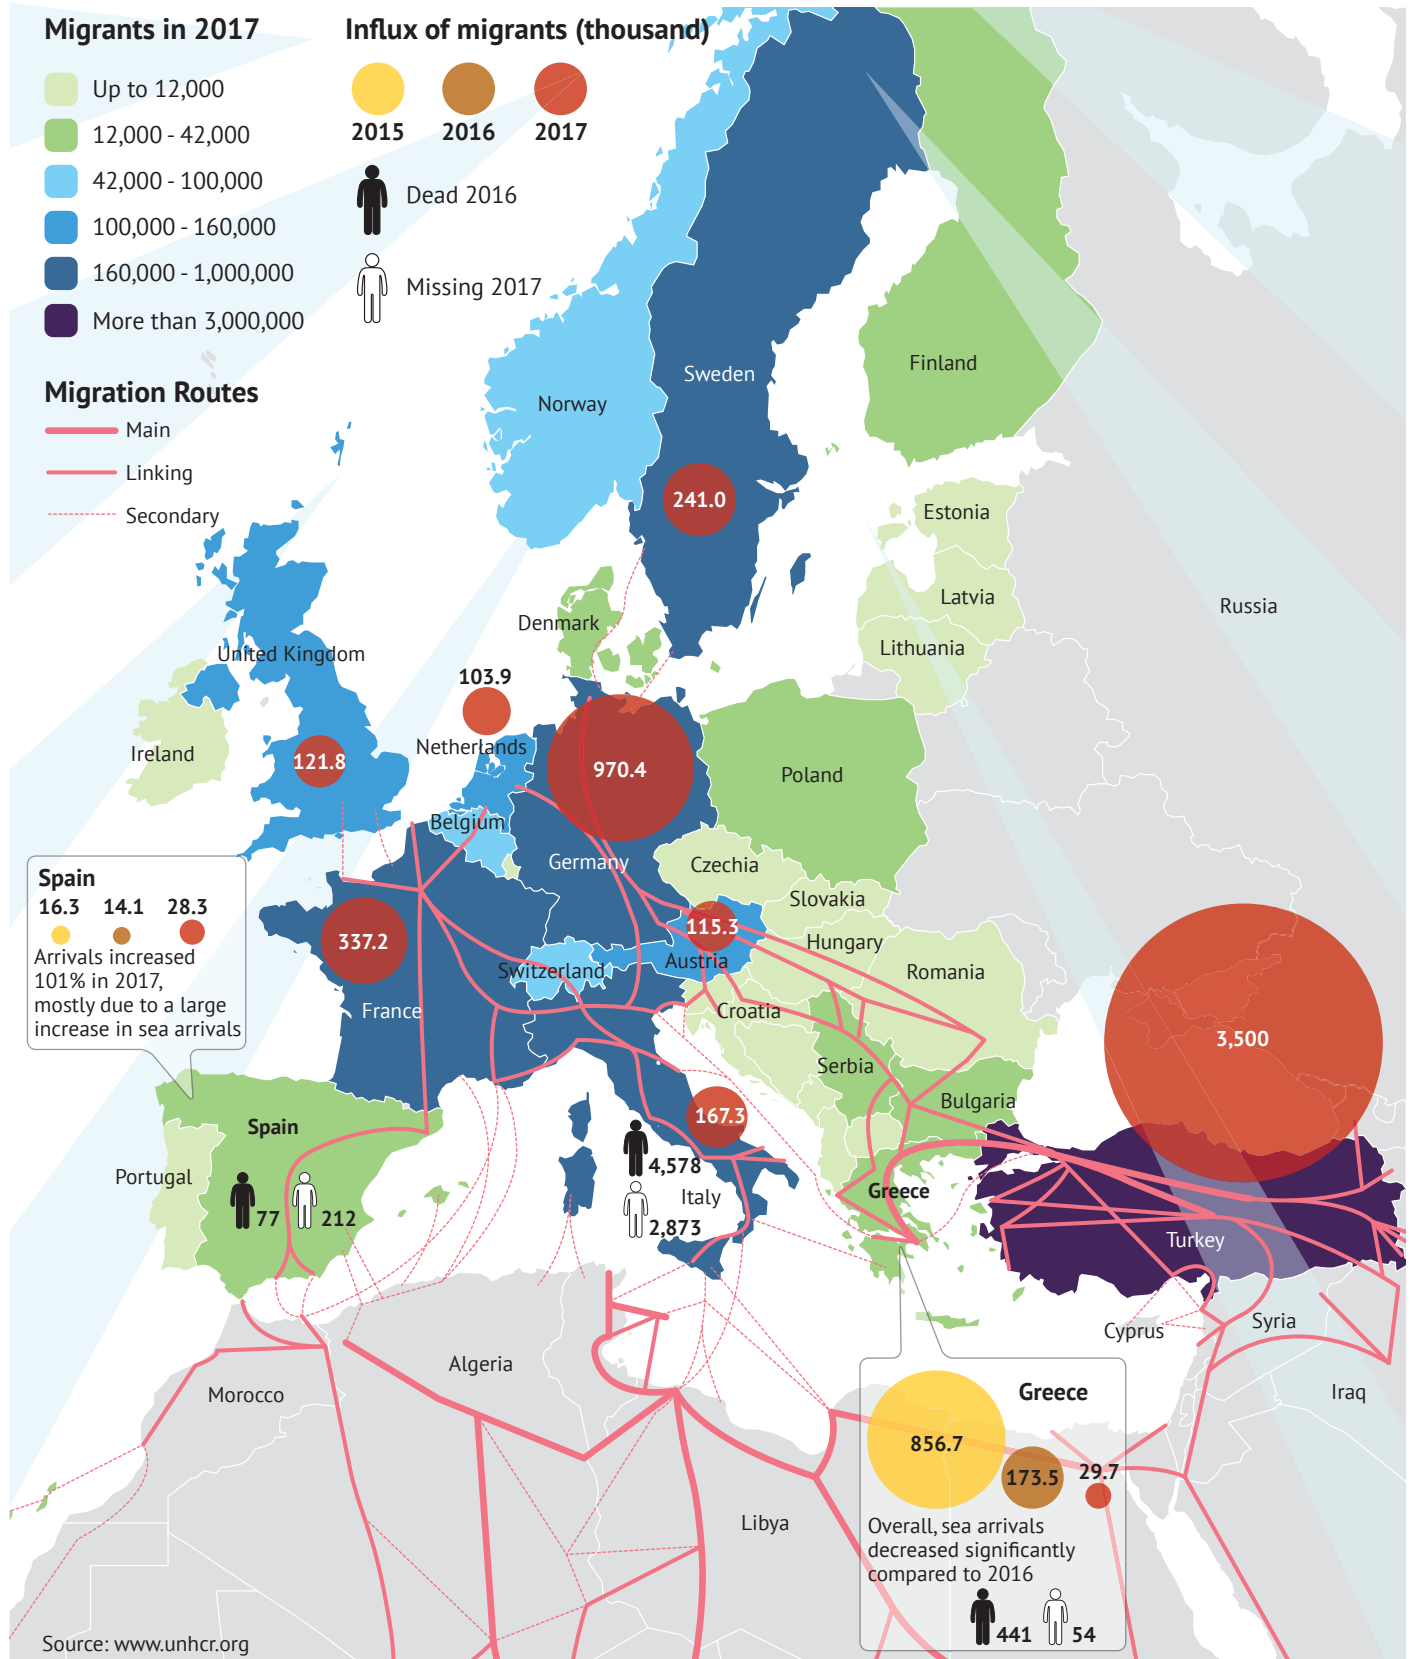 Migrants in 2017
Up to 12,000
12,000 - 42,000
42,000 - 100,000
100,000 - 160,000
160,000 - 1,000,000
More than 3,000,000
Influx of migrants (thousand)
2015
2016
2017
Dead 2016
Missing 2017
Migration Routes
Main
Linking
Secondary
Norway
Sweden
Finland
241.0
Estonia
Latvia
Lithuania
Russia
Denmark
United Kingdom
103.9
Netherlands
Ireland
121.8
970.4
Poland
Belgium
Germany
Czechia
Slovakia
Hungary
Romania
Spain
16.3
14.1
28.3
Arrivals increased
101% in 2017,
mostly due to a large
increase in sea arrivals
337.2
115.3
Austria
Switzerland
France
Croatia
Serbia
Bulgaria
3,500
Spain
Portugal
77
212
167.3
4,578
Italy
2,873
Greece
Turkey
Cyprus
Syria
Iraq
Algeria
Morocco
Libya
Greece
856.7
173.5
29.7
Overall, sea arrivals
decreased significantly
compared to 2016
441
54
Source: www.unhcr.org